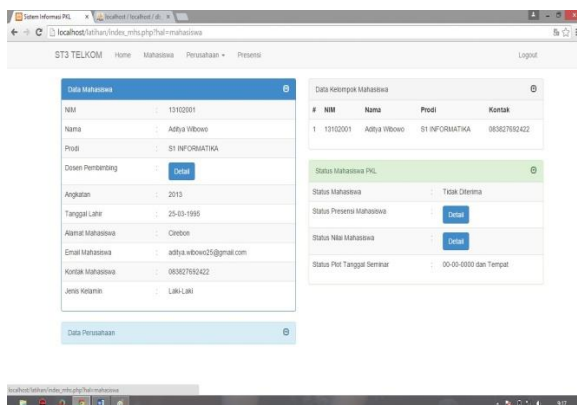 Sistem Informasi PKL
localhost / localhost / db
localhost/latihan/index_mhs.php?hal=mahasiswa
ST3 TELKOM Home Mahasiswa Perusahaan Presensi Logout
Data Mahasiswa
NIM : 13102001
Nama : Aditya Wibowo
Prodi : S1 INFORMATIKA
Dosen Pembimbing : Detail
Angkatan : 2013
Tanggal Lahir : 25-03-1995
Alamat Mahasiswa : Cirebon
Email Mahasiswa : aditya.wibowo25@gmail.com
Kontak Mahasiswa : 083827692422
Jenis Kelamin : Laki-Laki
Data Perusahaan
Data Kelompok Mahasiswa
# NIM Nama Prodi Kontak
1 13102001 Aditya Wibowo S1 INFORMATIKA 083827692422
Status Mahasiswa PKL
Status Mahasiswa : Tidak Diterima
Status Presensi Mahasiswa : Detail
Status Nilai Mahasiswa : Detail
Status Plot Tanggal Seminar : 00-00-0000 dan Tempat
localhost/latihan/index_mhs.php?hal=mahasiswa